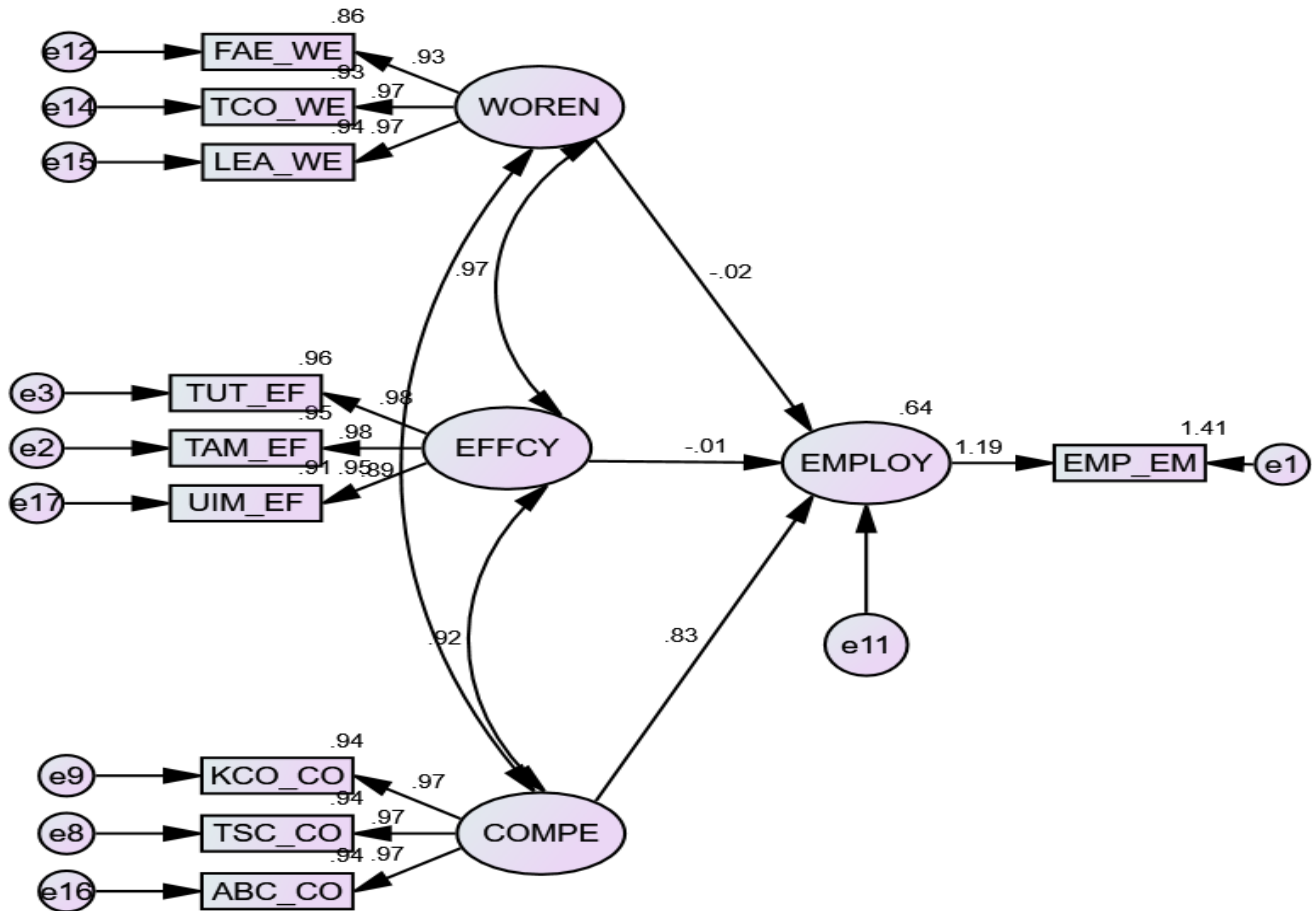 .86
e12 FAE_WE .93
.93
e14 TCO_WE .97 WOREN
.94 .97
e15 LEA_WE
.97
-.02
.96
e3 TUT_EF .98
.95
e2 TAM_EF .98 EFFCY
.91 .95 .89
e17 UIM_EF
-.01
.64
EMPLOY 1.19
1.41
EMP_EM e1
e11
.92
.83
.94
e9 KCO_CO .97
.94
e8 TSC_CO .97 COMPE
.94 .97
e16 ABC_CO